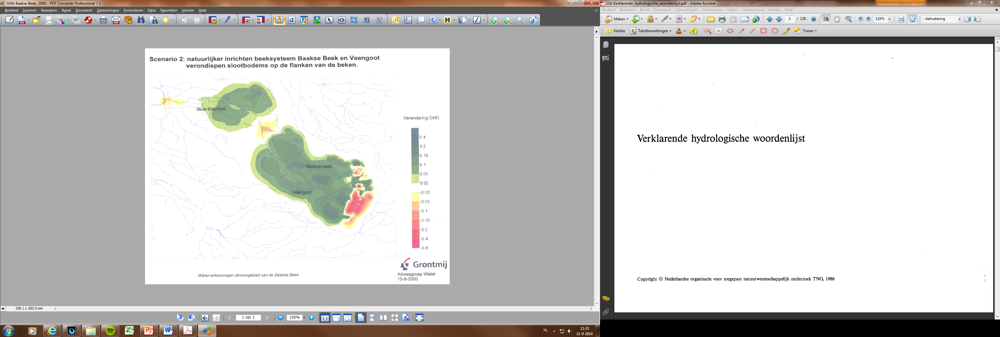 GHG Baakse Beek, 2000 - PDF Converter Professional 7.2
Bestand Scannen Bewerken Beeld Document Opmerkingen Formulieren Extra Favorieten Venster Help
Scenario 2: natuurlijker inrichten beeksysteem Baakse Beek en Veengoot
verondiepen slootbodems op de flanken van de beken.
Stuw Roordink
Baakse beek
Veengoot
Verandering GHG
0.4
0.2
0.15
0 1
0.05
0 02
-0.02
-0.05
-0 1
-0.15
-0.2
-0.4
-0 6
Grontmij
Adviesgroep Water
15-9-2000
Waterverkenningen stroomgebied van de Baakse Beek
258.1 x 200.0 mm
1 van 1
100%
1:1
NL
11:33
11-9-2014
r16 Verklarende_hydrologische_woordenlijst.pdf - Adobe Acrobat
Bestand Bewerken Beeld Document Opmerkingen Formulieren Opties Geavanceerd Venster Help
Maken
2 / 138
119%
: dafwatering
Notitie
Tekstbewerkingen
Tonen
Verklarende hydrologische woordenlijst
Copyright © Nederlandse organisatie voor toegepast natuurwetenschappelijk onderzoek TNO, 1986